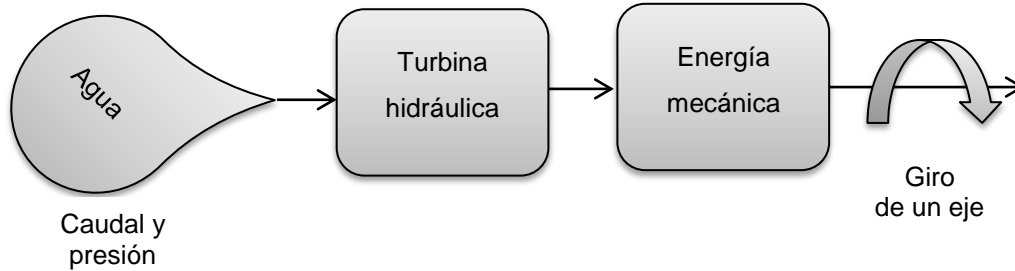 Agua
Caudal y
presión
Turbina
hidráulica
Energía
mecánica
Giro
de un eje